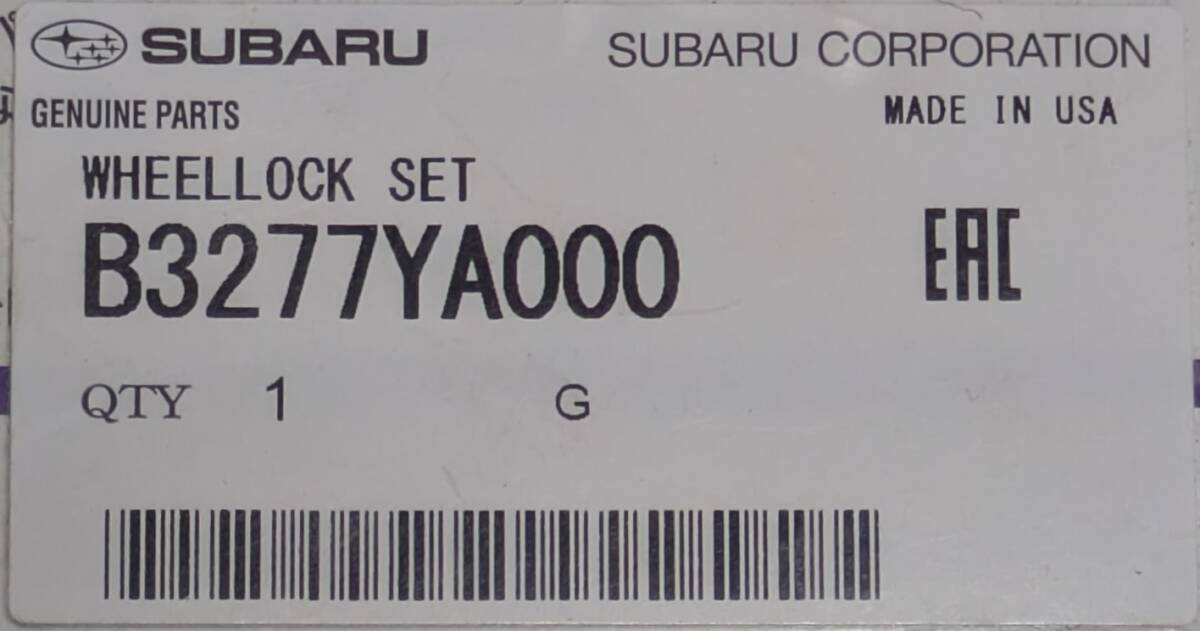 SUBARU
SUBARU CORPORATION
GENUINE PARTS
MADE IN USA
WHEELLOCK SET
B3277YA000
EAC
QTY 1 G